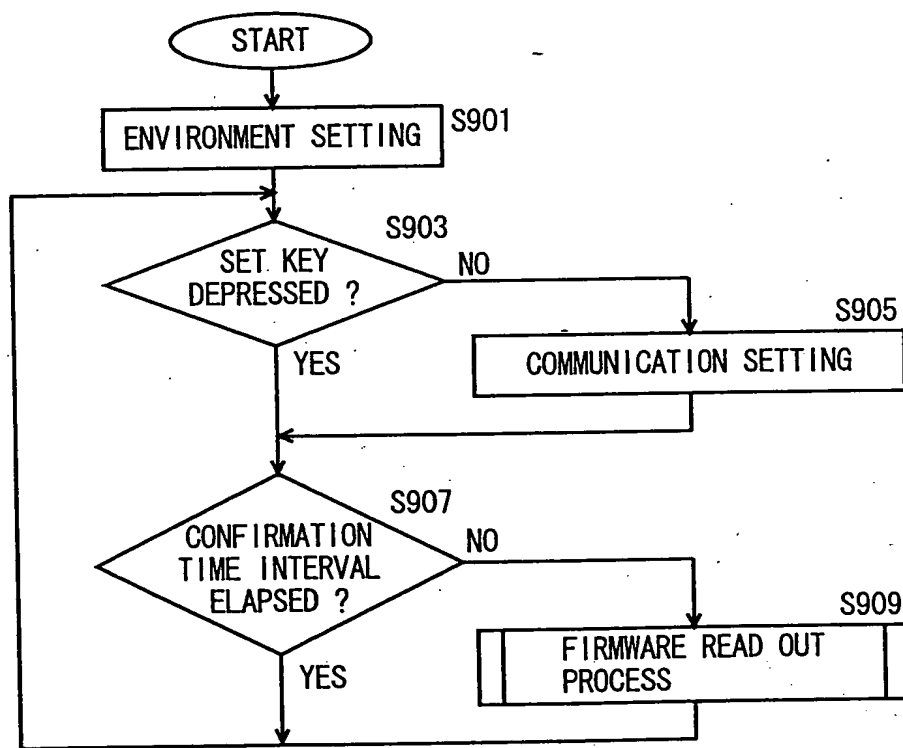 START
ENVIRONMENT SETTING
S901
S903
SET KEY
DEPRESSED ?
NO
YES
S905
COMMUNICATION SETTING
S907
CONFIRMATION
TIME INTERVAL
ELAPSED ?
NO
YES
S909
FIRMWARE READ OUT
PROCESS